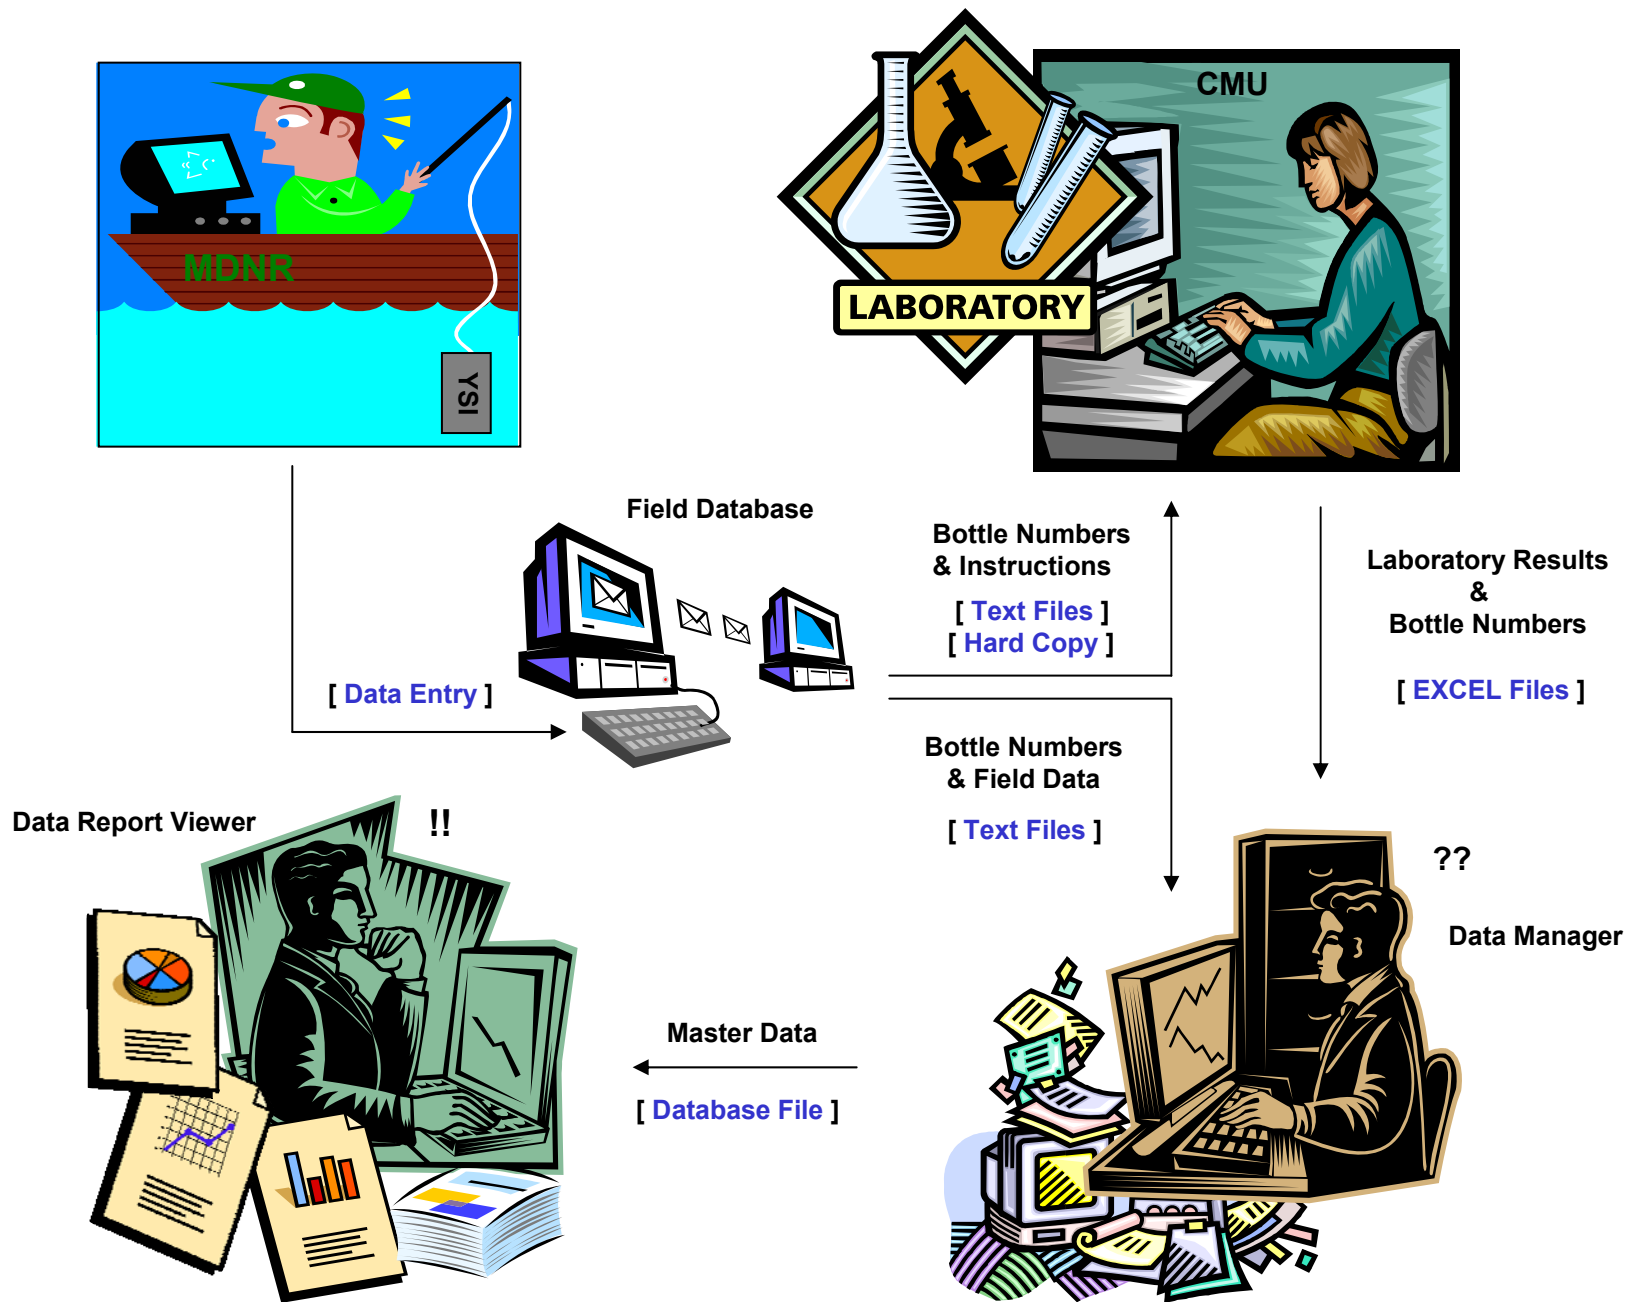 CMU
MDNR
LABORATORY
YSI
Field Database
Bottle Numbers
& Instructions
[ Text Files ]
[ Hard Copy ]
Laboratory Results
&
Bottle Numbers
[ EXCEL Files ]
[ Data Entry ]
Bottle Numbers
& Field Data
[ Text Files ]
Data Report Viewer
!!
??
Data Manager
Master Data
[ Database File ]